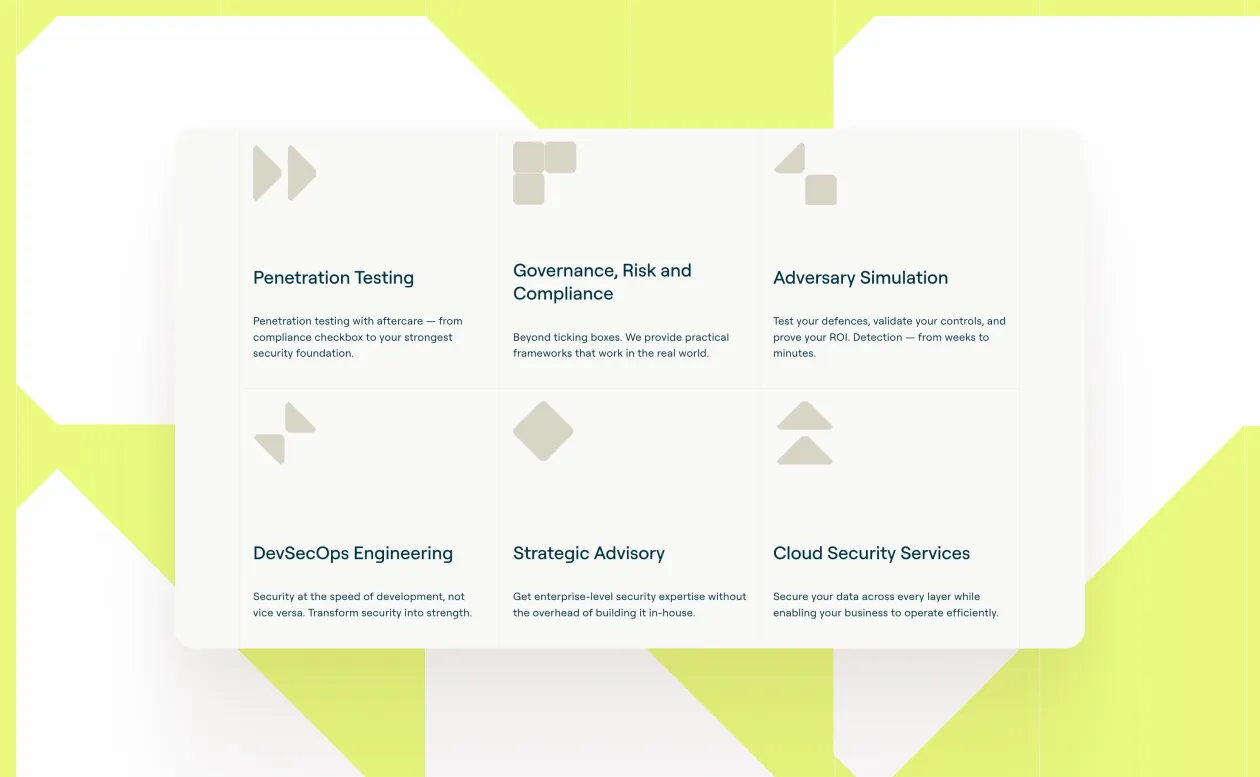 Penetration Testing
Penetration testing with aftercare — from
compliance checkbox to your strongest
security foundation.
Governance, Risk and
Compliance
Beyond ticking boxes. We provide practical
frameworks that work in the real world.
Adversary Simulation
Test your defences, validate your controls, and
prove your ROI. Detection — from weeks to
minutes.
DevSecOps Engineering
Security at the speed of development, not
vice versa. Transform security into strength.
Strategic Advisory
Get enterprise-level security expertise without
the overhead of building it in-house.
Cloud Security Services
Secure your data across every layer while
enabling your business to operate efficiently.